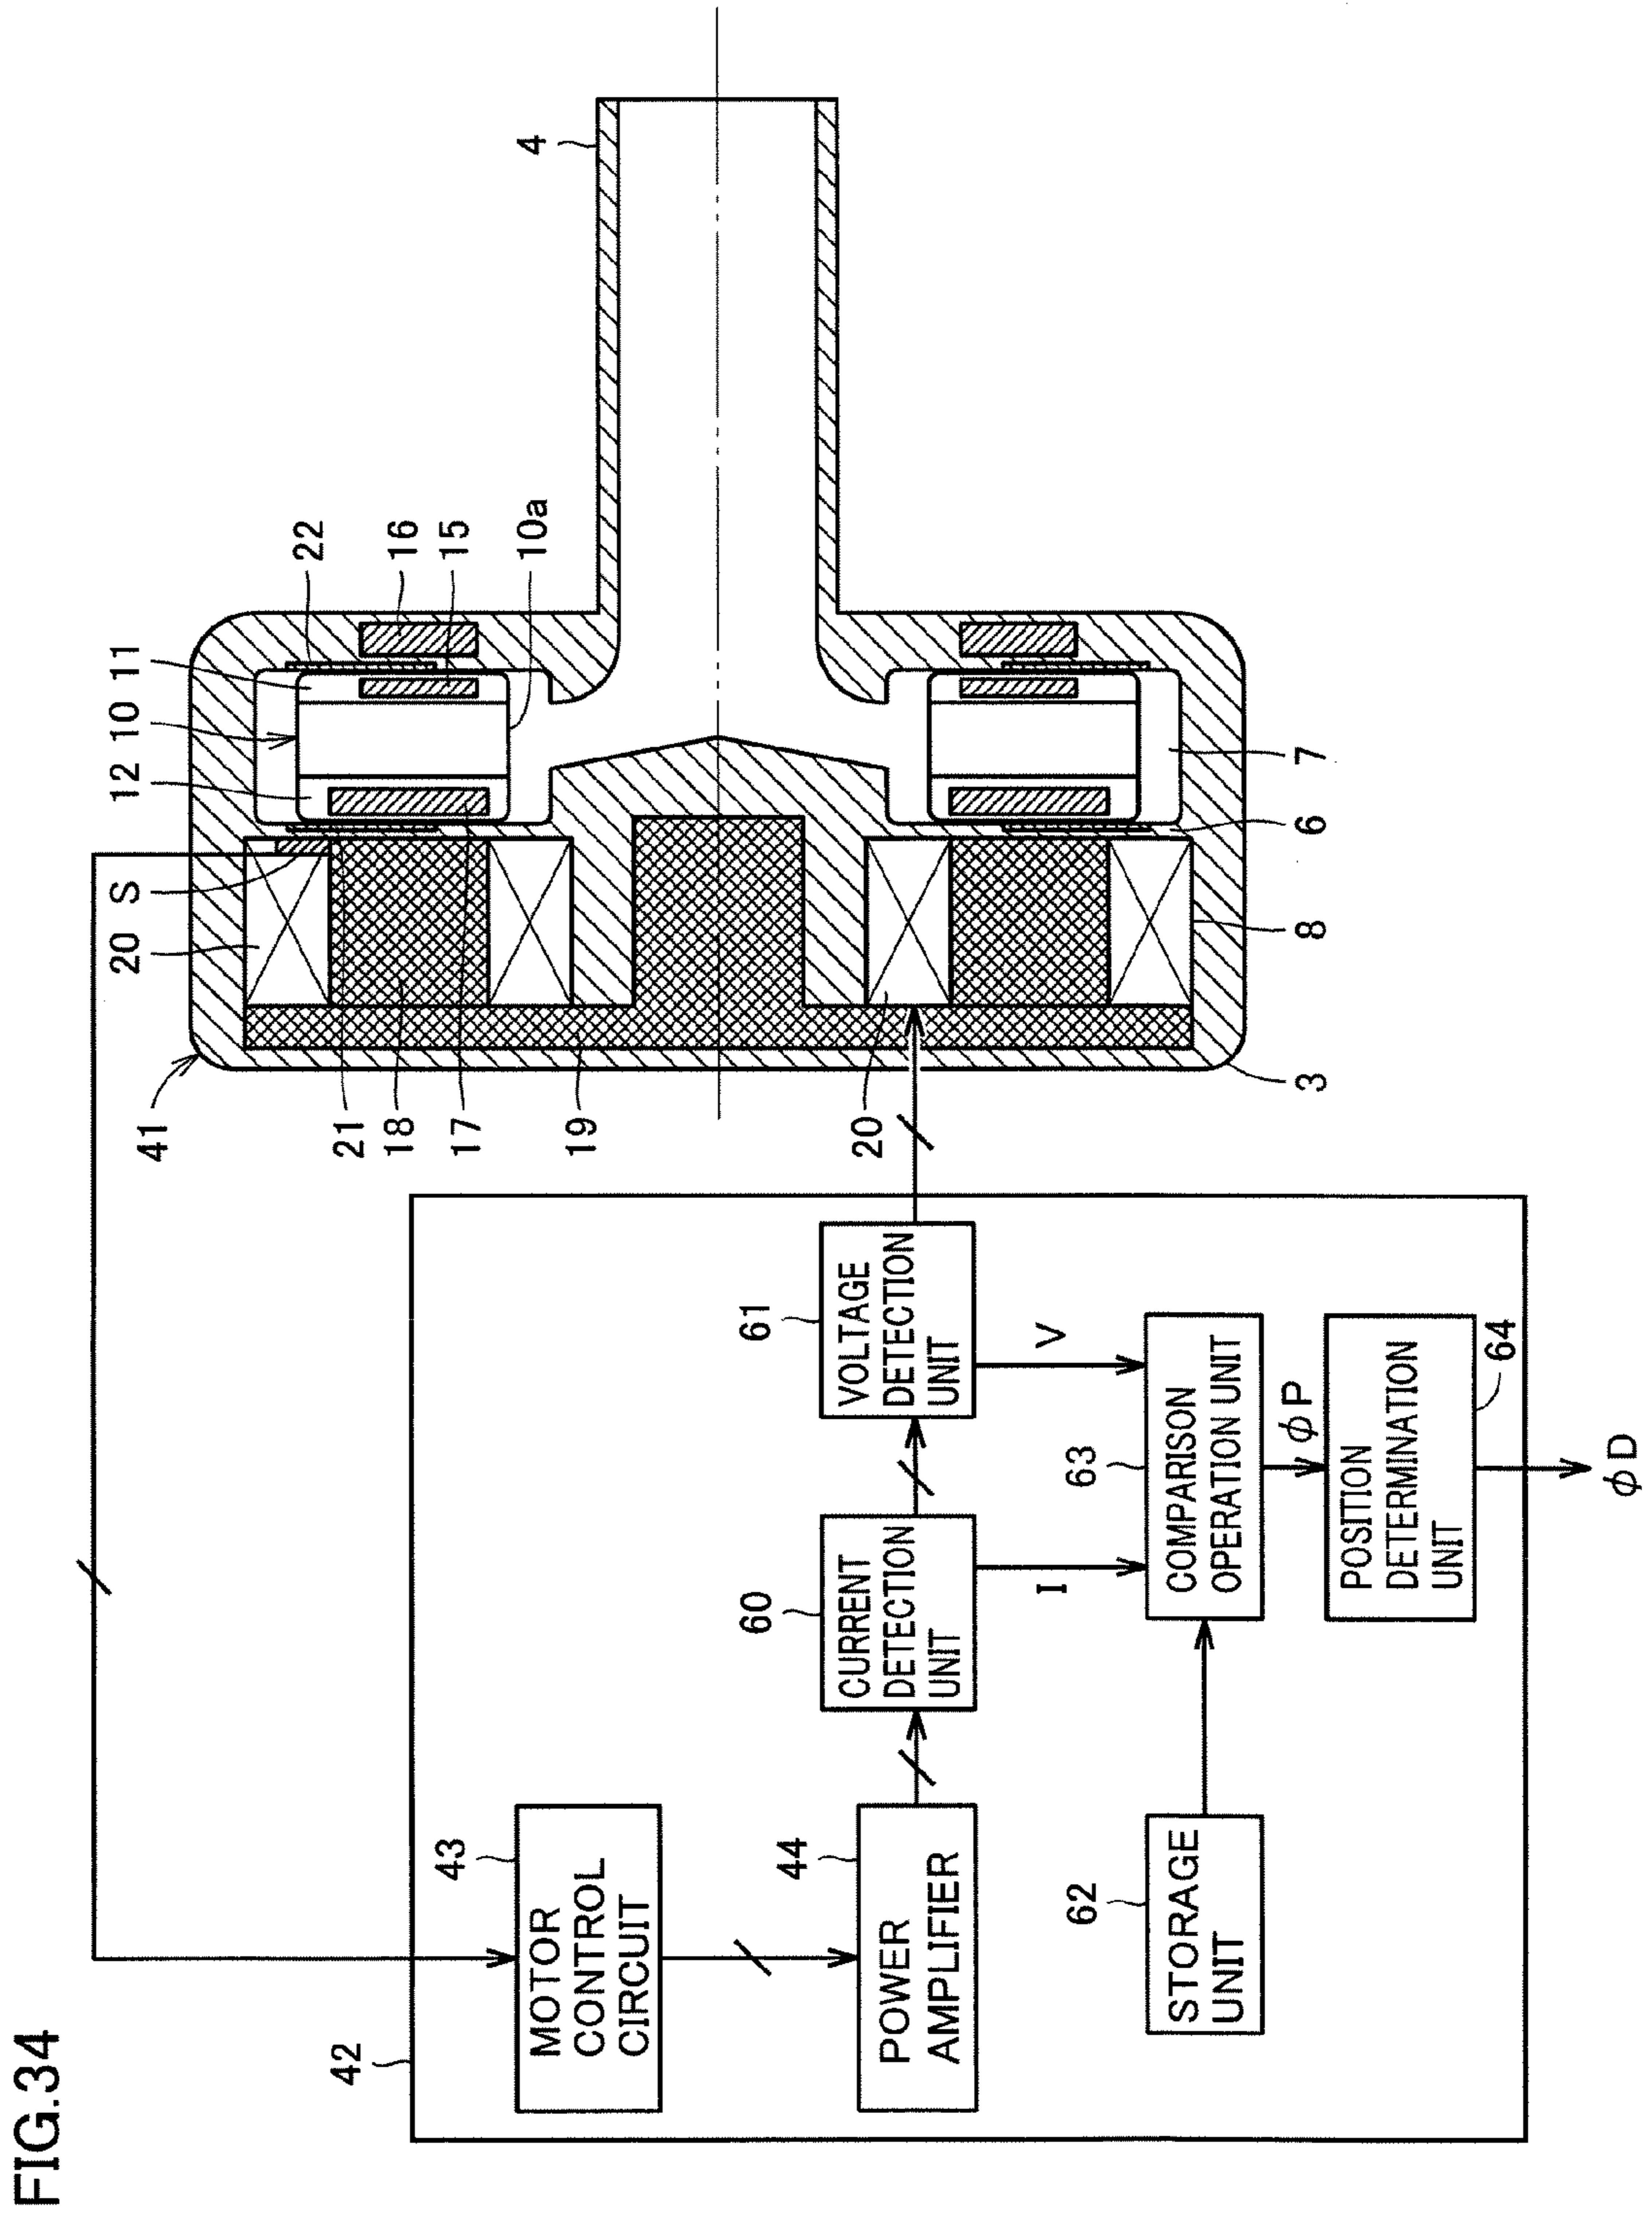 FIG.34
42
43
MOTOR
CONTROL
CIRCUIT
44
POWER
AMPLIFIER
62
STORAGE
UNIT
60
CURRENT
DETECTION
UNIT
I
61
VOLTAGE
DETECTION
UNIT
V
63
COMPARISON
OPERATION UNIT
φP
POSITION
DETERMINATION
UNIT
64
φD
41
20 S
12
10
11
22
16
15
10a
4
21
18
17
19
20
3
8
6
7